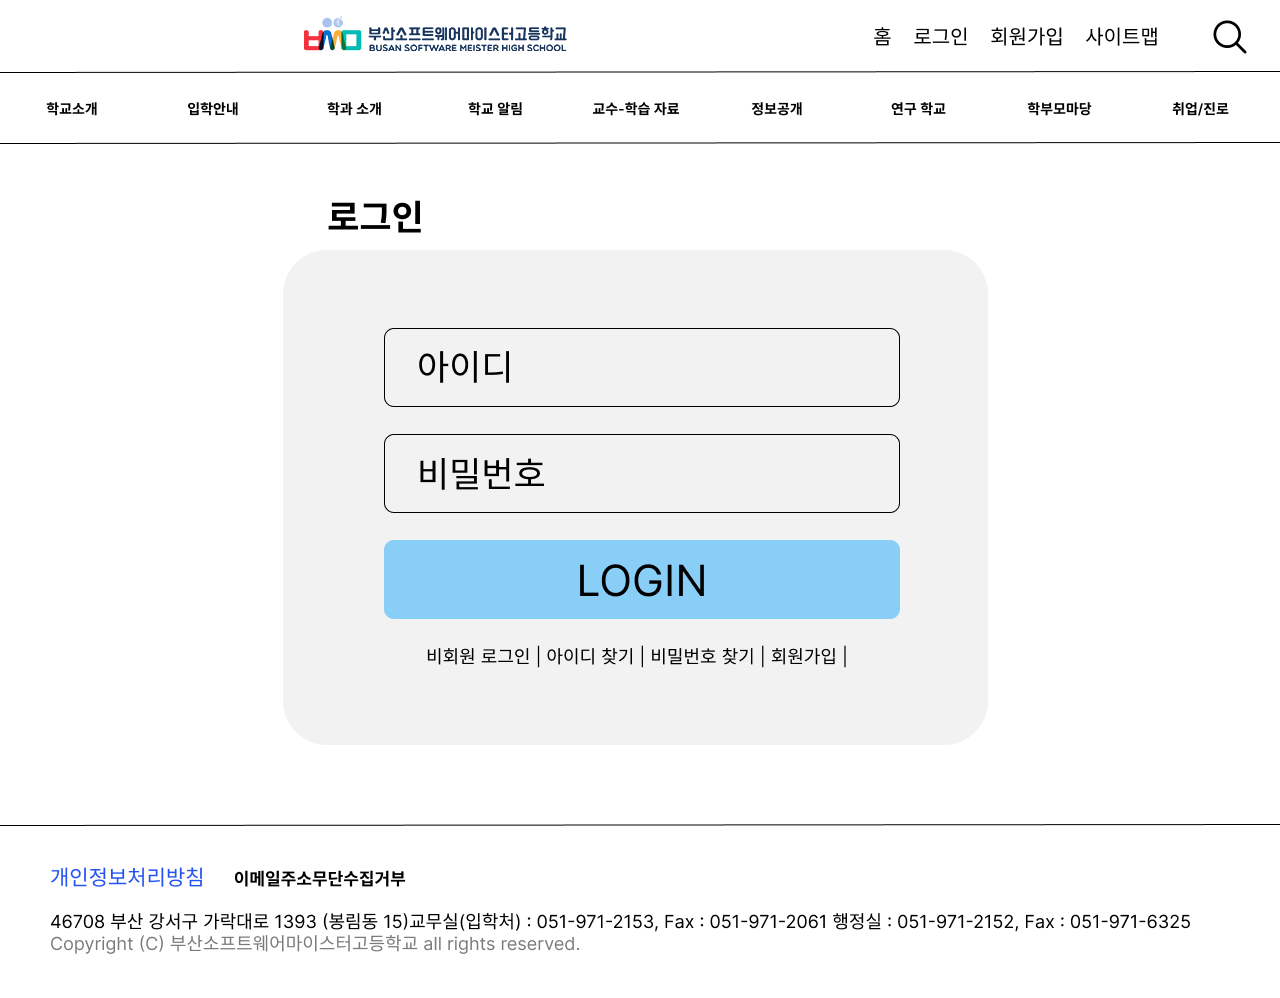 부산소프트웨어마이스터고등학교
BUSAN SOFTWARE MEISTER HIGH SCHOOL
홈 로그인 회원가입 사이트맵
학교소개 입학안내 학과 소개 학교 알림 교수-학습 자료 정보공개 연구 학교 학부모마당 취업/진로
로그인
아이디
비밀번호
LOGIN
비회원 로그인 | 아이디 찾기 | 비밀번호 찾기 | 회원가입 |
개인정보처리방침 이메일주소무단수집거부
46708 부산 강서구 가락대로 1393 (봉림동 15)교무실(입학처) : 051-971-2153, Fax : 051-971-2061 행정실 : 051-971-2152, Fax : 051-971-6325
Copyright (C) 부산소프트웨어마이스터고등학교 all rights reserved.